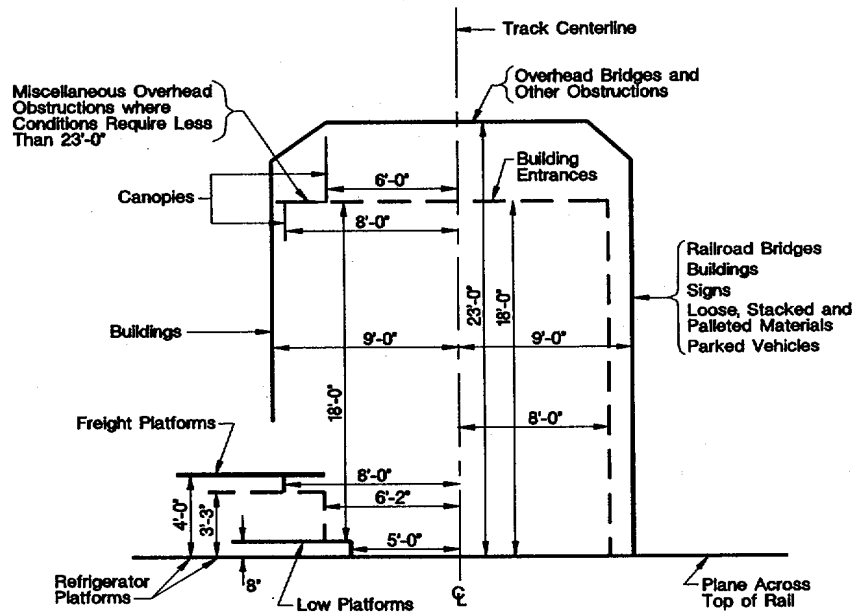 Track Centerline
Overhead Bridges and
Other Obstructions
Miscellaneous Overhead
Obstructions where
Conditions Require Less
Than 23'-0"
Building
Entrances
6'-0"
Canopies
8'-0"
Railroad Bridges
Buildings
Signs
Loose, Stacked and
Palleted Materials
Parked Vehicles
23'-0"
18'-0"
Buildings
9'-0"
9'-0"
18'-0"
8'-0"
Freight Platforms
8'-0"
6'-2"
4'-0"
3'-3"
5'-0"
Refrigerator
Platforms
8"
Low Platforms
℄
Plane Across
Top of Rail